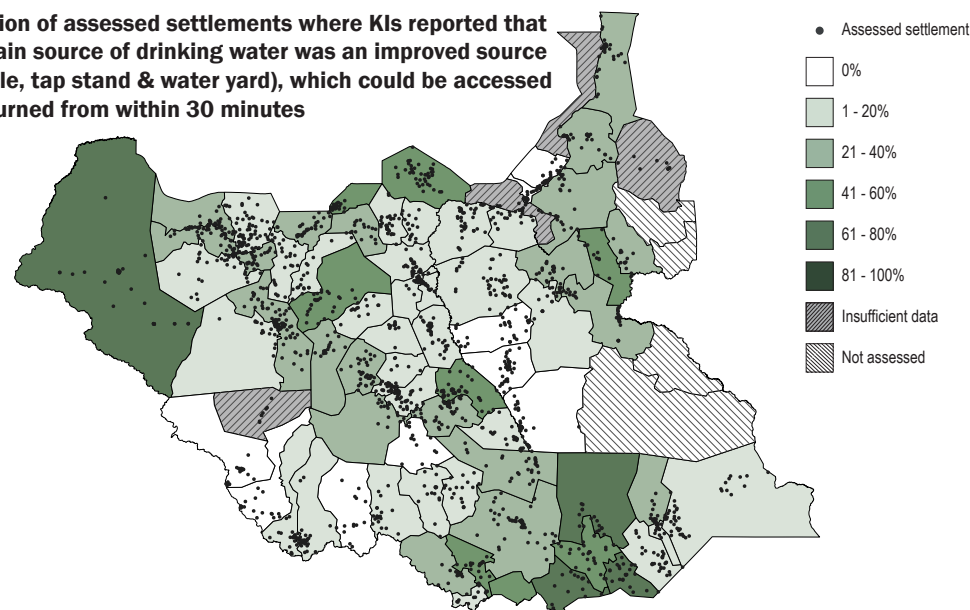 ion of assessed settlements where KIs reported that
ain source of drinking water was an improved source
le, tap stand & water yard), which could be accessed
urned from within 30 minutes
Assessed settlement
0%
1 - 20%
21 - 40%
41 - 60%
61 - 80%
81 - 100%
Insufficient data
Not assessed